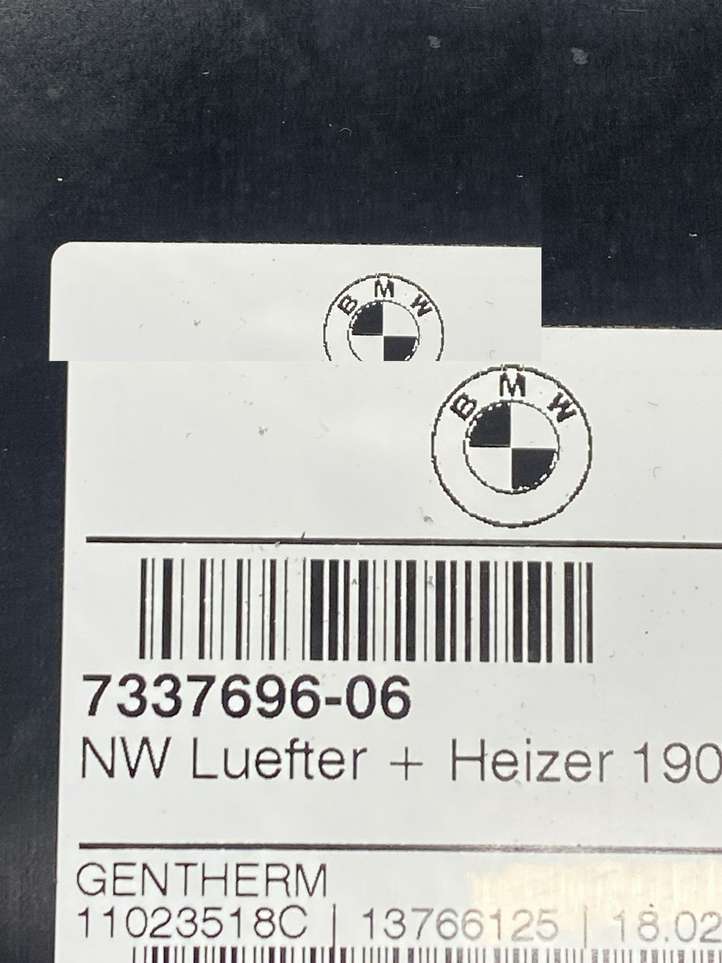 BMW
BMW
7337696-06
NW Luefter + Heizer 190
GENTHERM
11023518C | 13766125 | 18.02